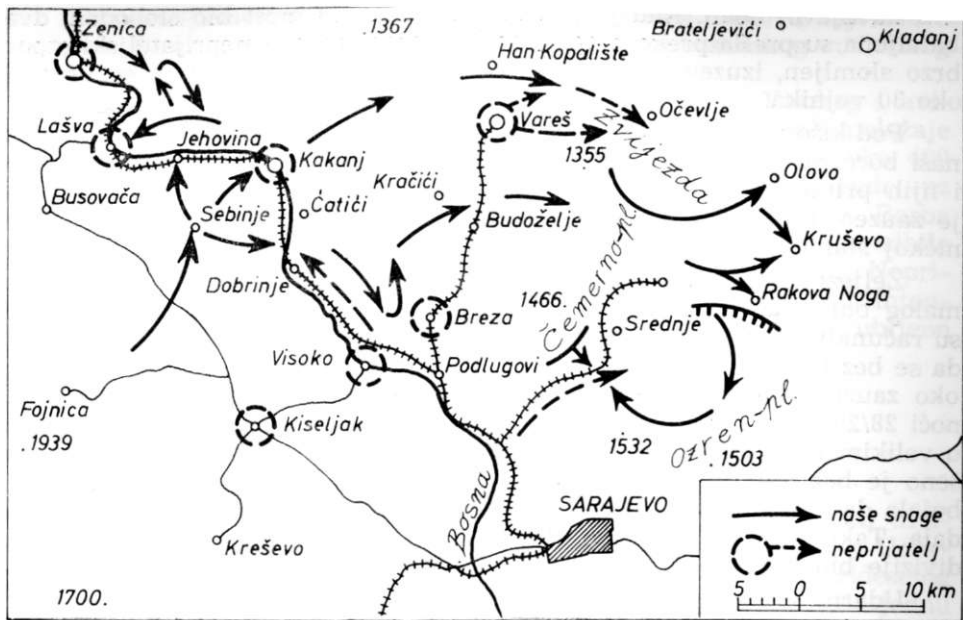 Zenica
.1367
Brateljevići
Kladanj
Han-Kopalište
Lašva
Jehovina
Vareš
Očevlje
Kakanj
1355
Zvijezda
Busovača
Sebinje
Ćatići
Kračići
Olovo
Budoželje
Kruševo
Dobrinje
Čemerno-pl.
1466.
Rakova Noga
Breza
Srednje
Visoko
Podlugovi
Fojnica
.1939
Kiseljak
1532
Ozren-pl.
.1503
Bosna
SARAJEVO
Kreševo
naše snage
neprijatelj
1700.
5 0 5 10 km